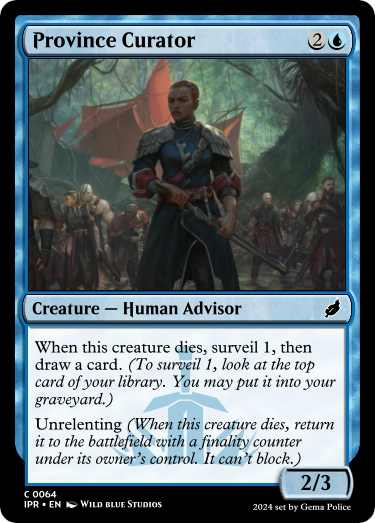 Province Curator 2
Creature — Human Advisor
When this creature dies, surveil 1, then
draw a card. (To surveil 1, look at the top
card of your library. You may put it into your
graveyard.)
Unrelenting (When this creature dies, return
it to the battlefield with a finality counter
under its owner's control. It can't block.)
2/3
C 0064
IPR • EN Wild blue Studios
2024 set by Gema Police